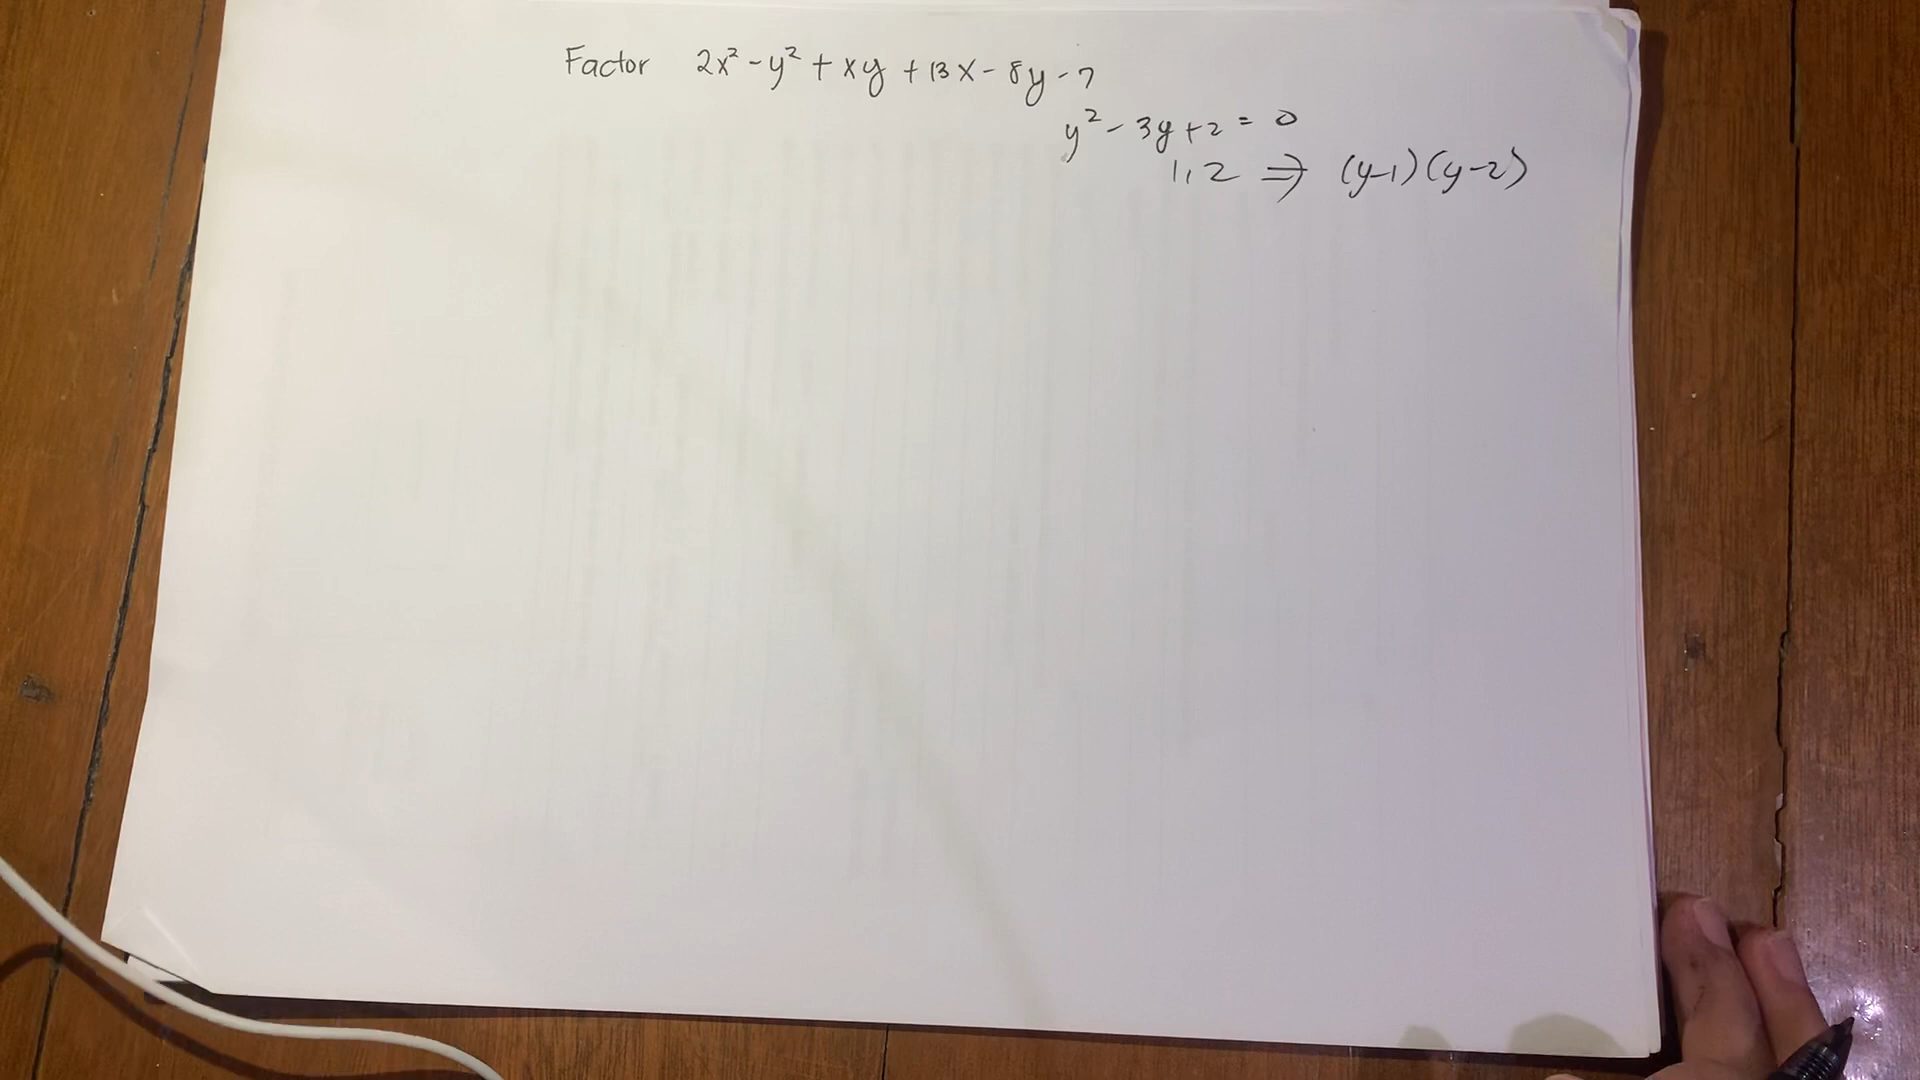 Factor 2x² - y² + xy + 13x - 8y - 7
y² - 3y + 2 = 0
1, 2 ⇒ (y-1)(y-2)